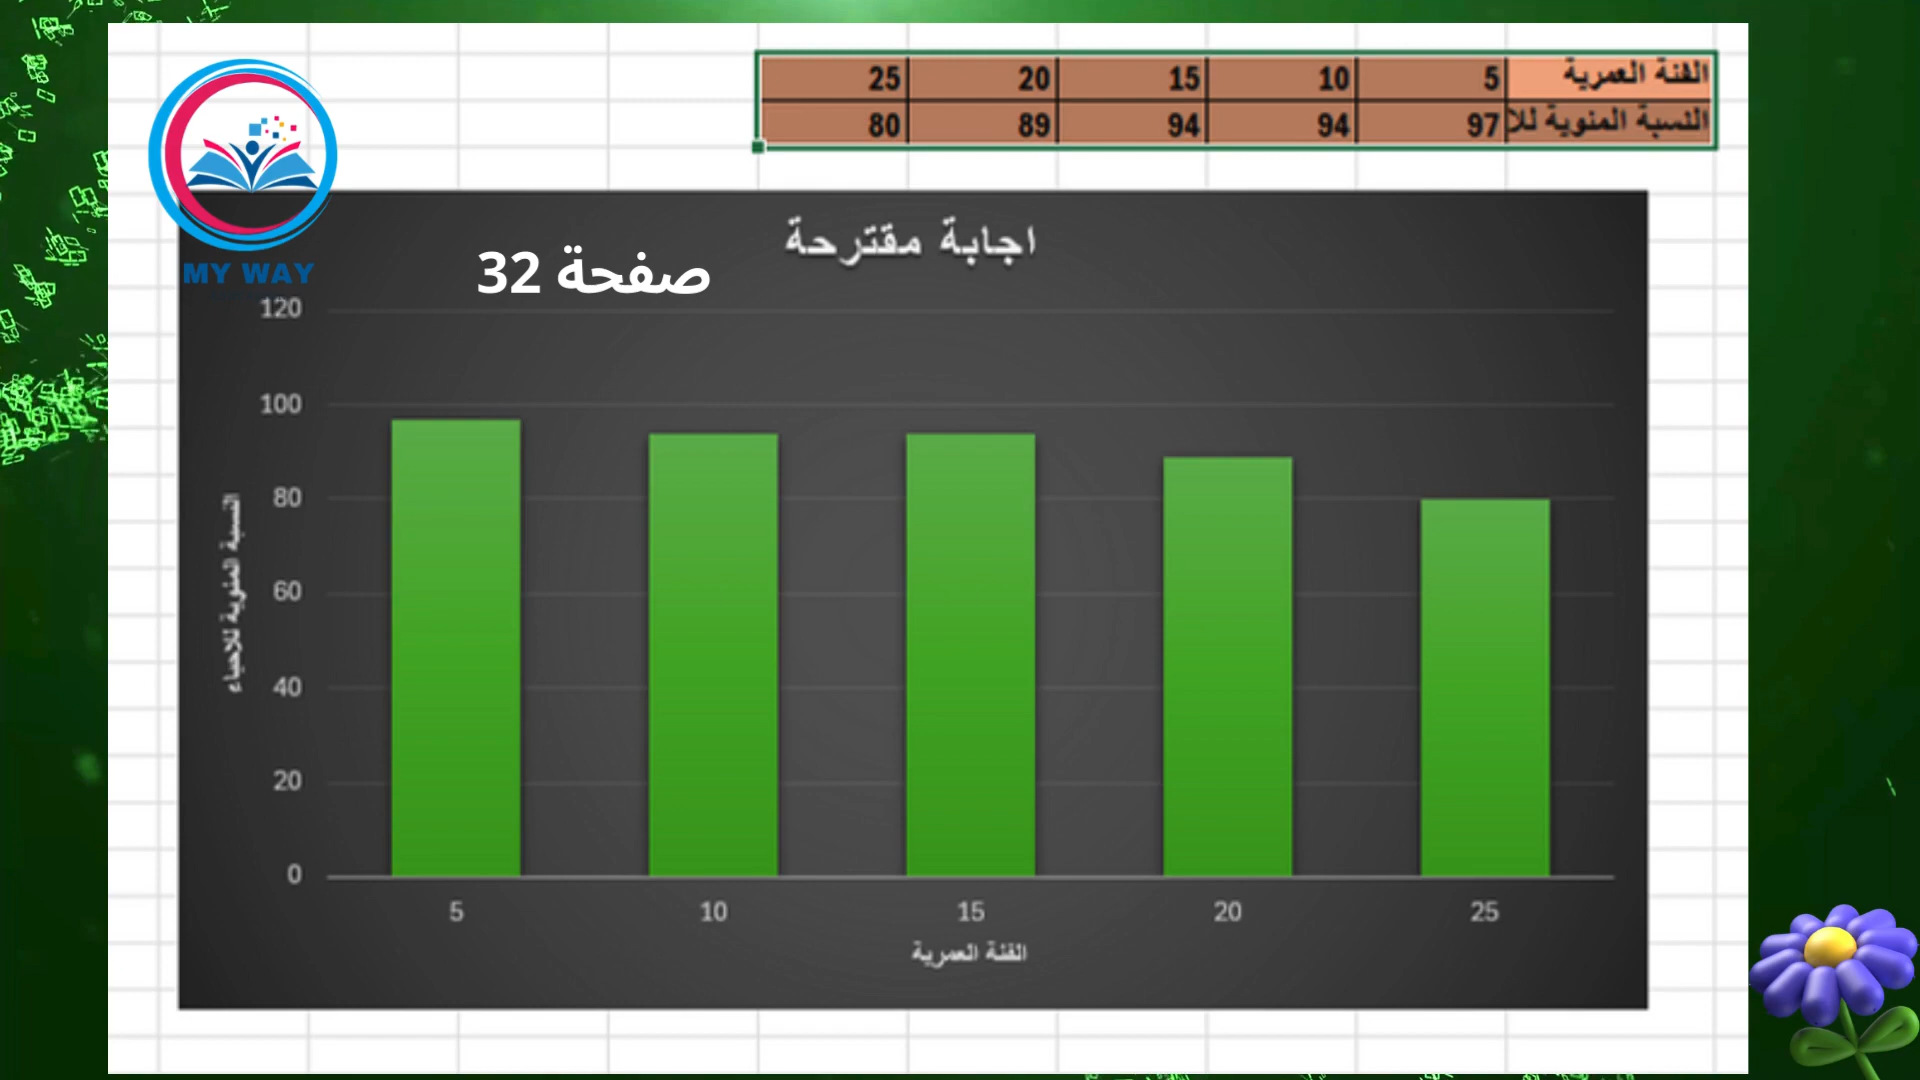 الفئة العمرية 5 10 15 20 25
النسبة المئوية للا 97 94 94 89 80
MY WAY
اجابة مقترحة
صفحة 32
120
100
80
60
40
20
0
النسبة المئوية للاحياء
5 10 15 20 25
الفئة العمرية